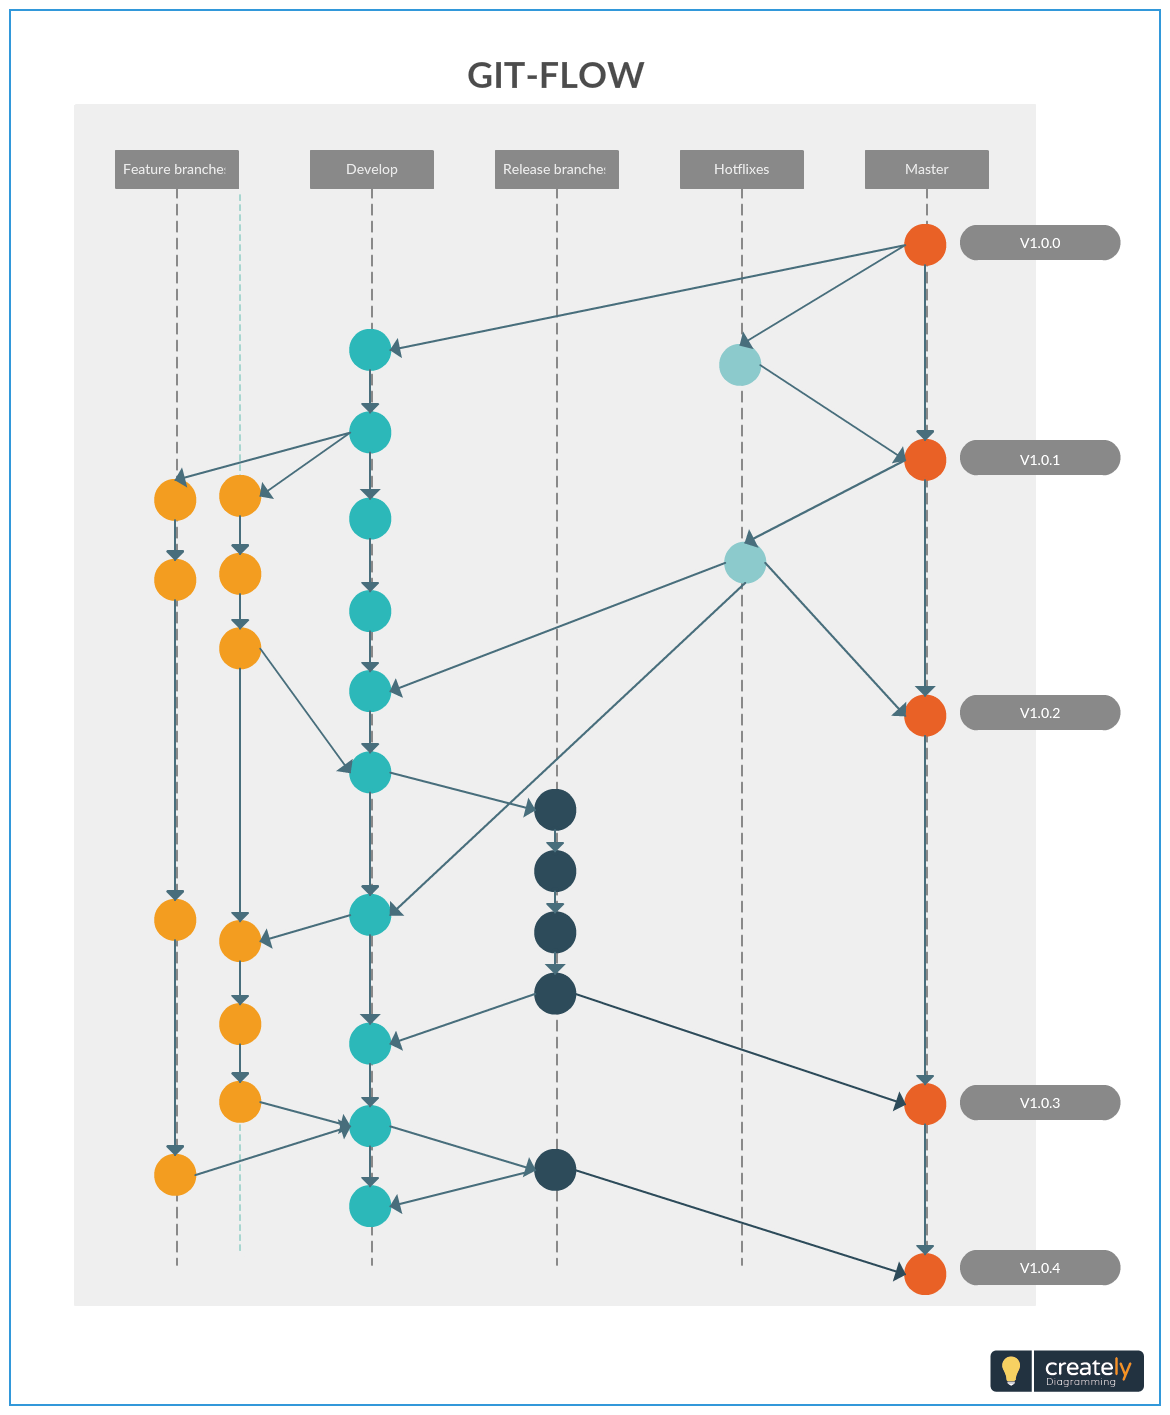 GIT-FLOW
Feature branches
Develop
Release branches
Hotflixes
Master
V1.0.0
V1.0.1
V1.0.2
V1.0.3
V1.0.4
creately
Diagramming